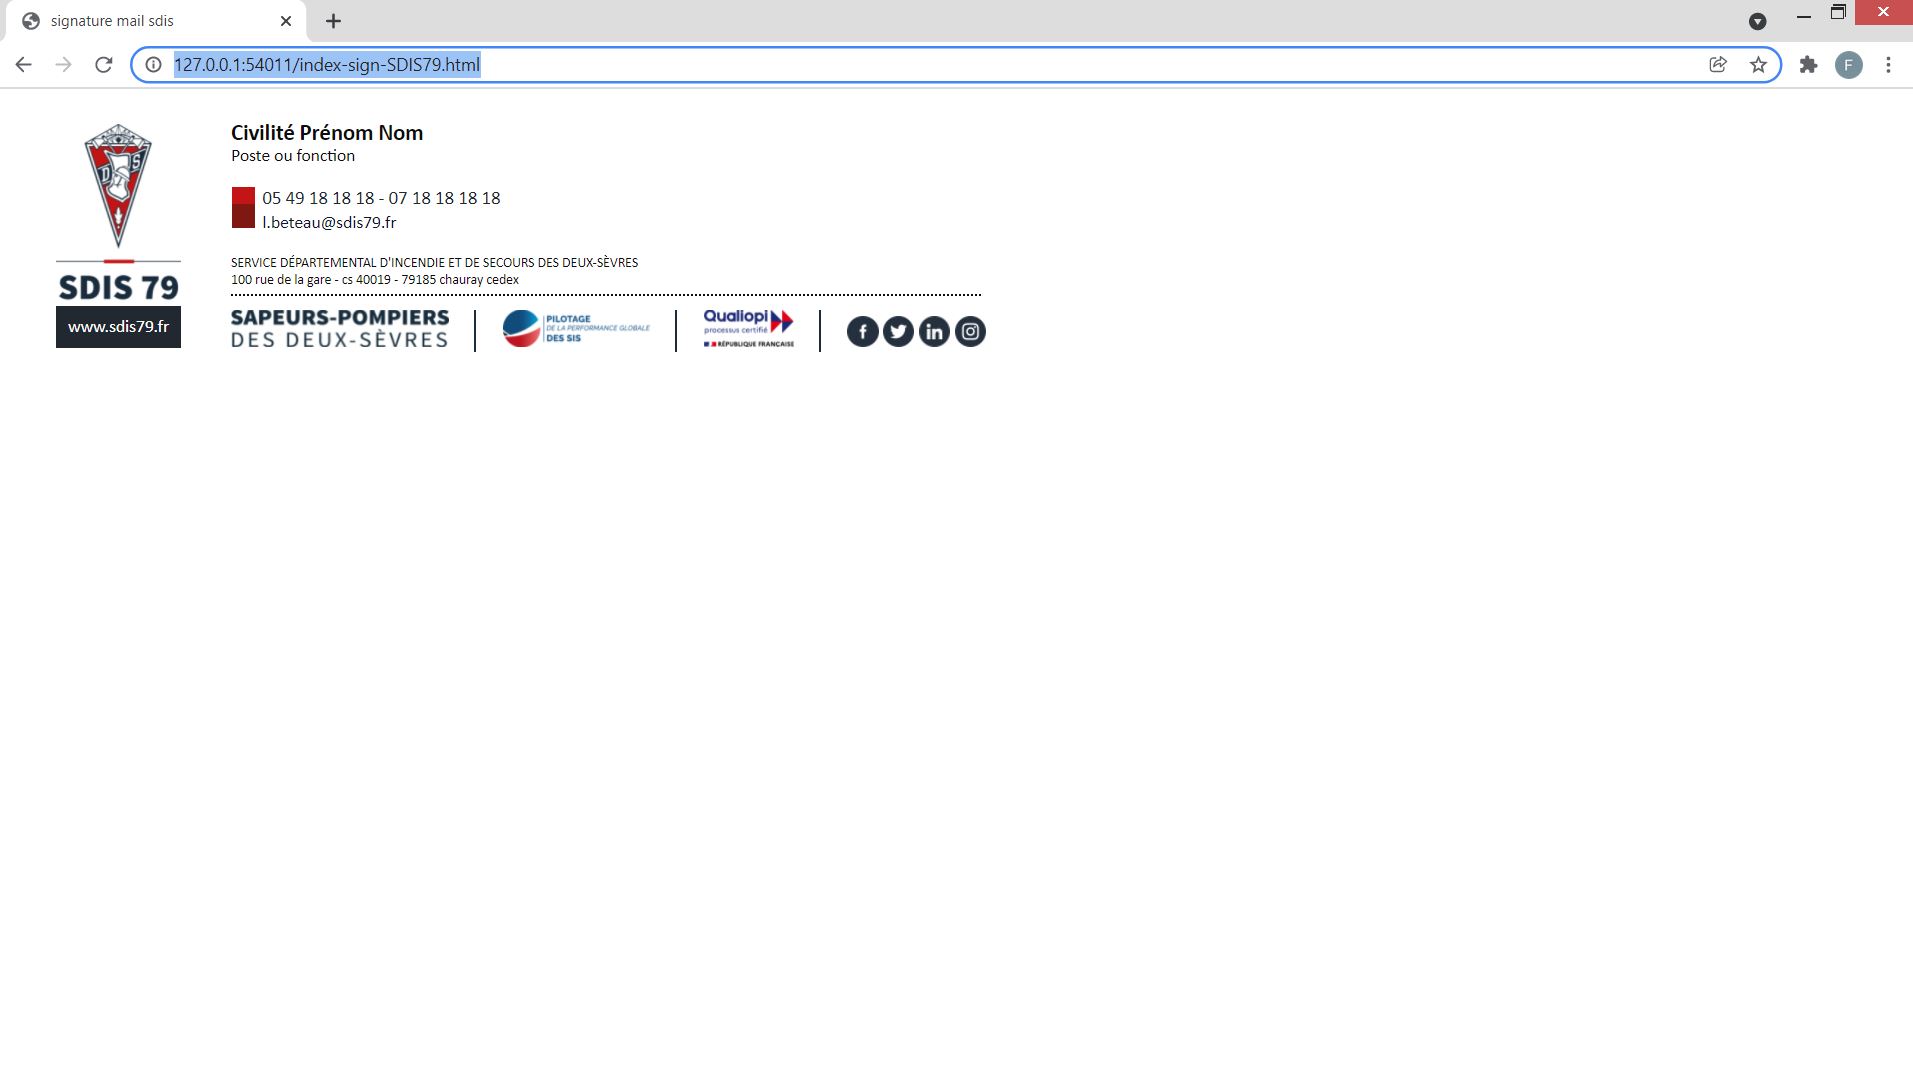 signature mail sdis
127.0.0.1:54011/index-sign-SDIS79.html
F
D S
SDIS 79
www.sdis79.fr
Civilité Prénom Nom
Poste ou fonction
05 49 18 18 18 - 07 18 18 18 18
l.beteau@sdis79.fr
SERVICE DÉPARTEMENTAL D'INCENDIE ET DE SECOURS DES DEUX-SÈVRES
100 rue de la gare - cs 40019 - 79185 chauray cedex
SAPEURS-POMPIERS
DES DEUX-SÈVRES
PILOTAGE
DE LA PERFORMANCE GLOBALE
DES SIS
Qualiopi
processus certifié
RÉPUBLIQUE FRANÇAISE